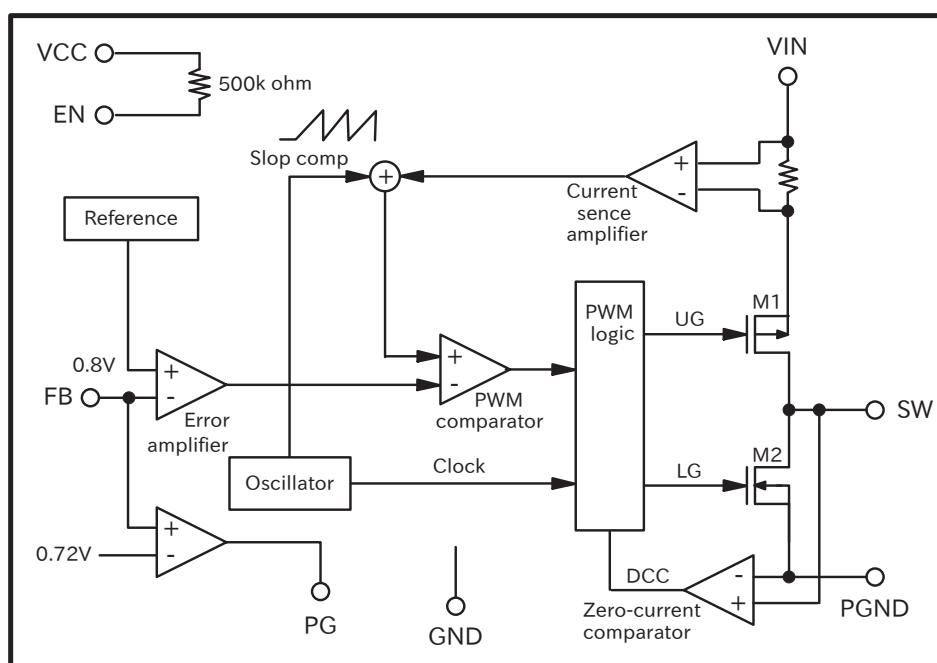 VCC
500k ohm
EN
VIN
Slop comp
+
+
-
Current
sence
amplifier
Reference
M1
PWM
logic
UG
0.8V
+
-
+
-
FB
Error
amplifier
PWM
comparator
SW
M2
Oscillator
Clock
LG
+
-
0.72V
DCC
-
+
PG
GND
Zero-current
comparator
PGND